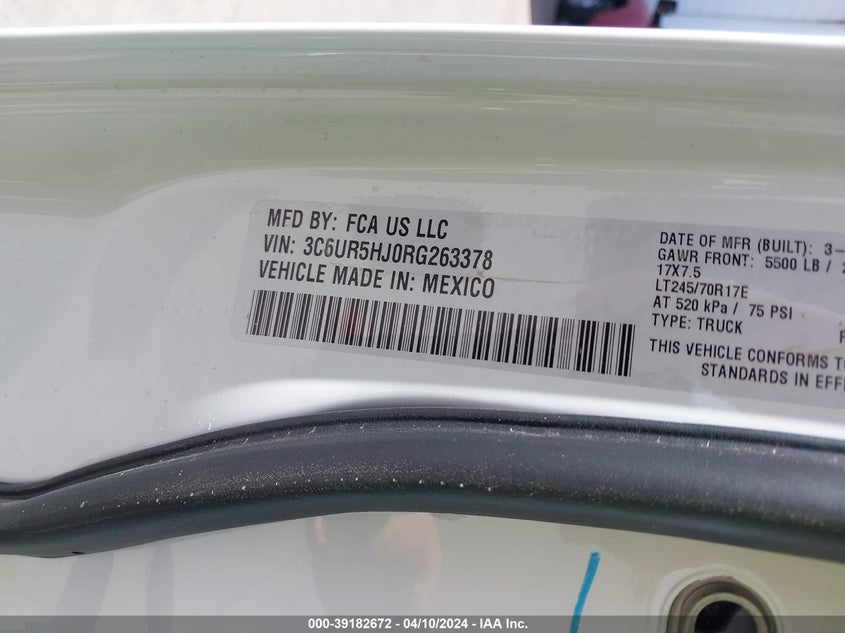 MFD BY: FCA US LLC
VIN: 3C6UR5HJ0RG263378
VEHICLE MADE IN: MEXICO
DATE OF MFR (BUILT): 3-
GAWR FRONT: 5500 LB /
17X7.5
LT245/70R17E
AT 520 kPa / 75 PSI
TYPE: TRUCK
THIS VEHICLE CONFORMS TO
STANDARDS IN EFF
000-39182672 - 04/10/2024 - IAA Inc.